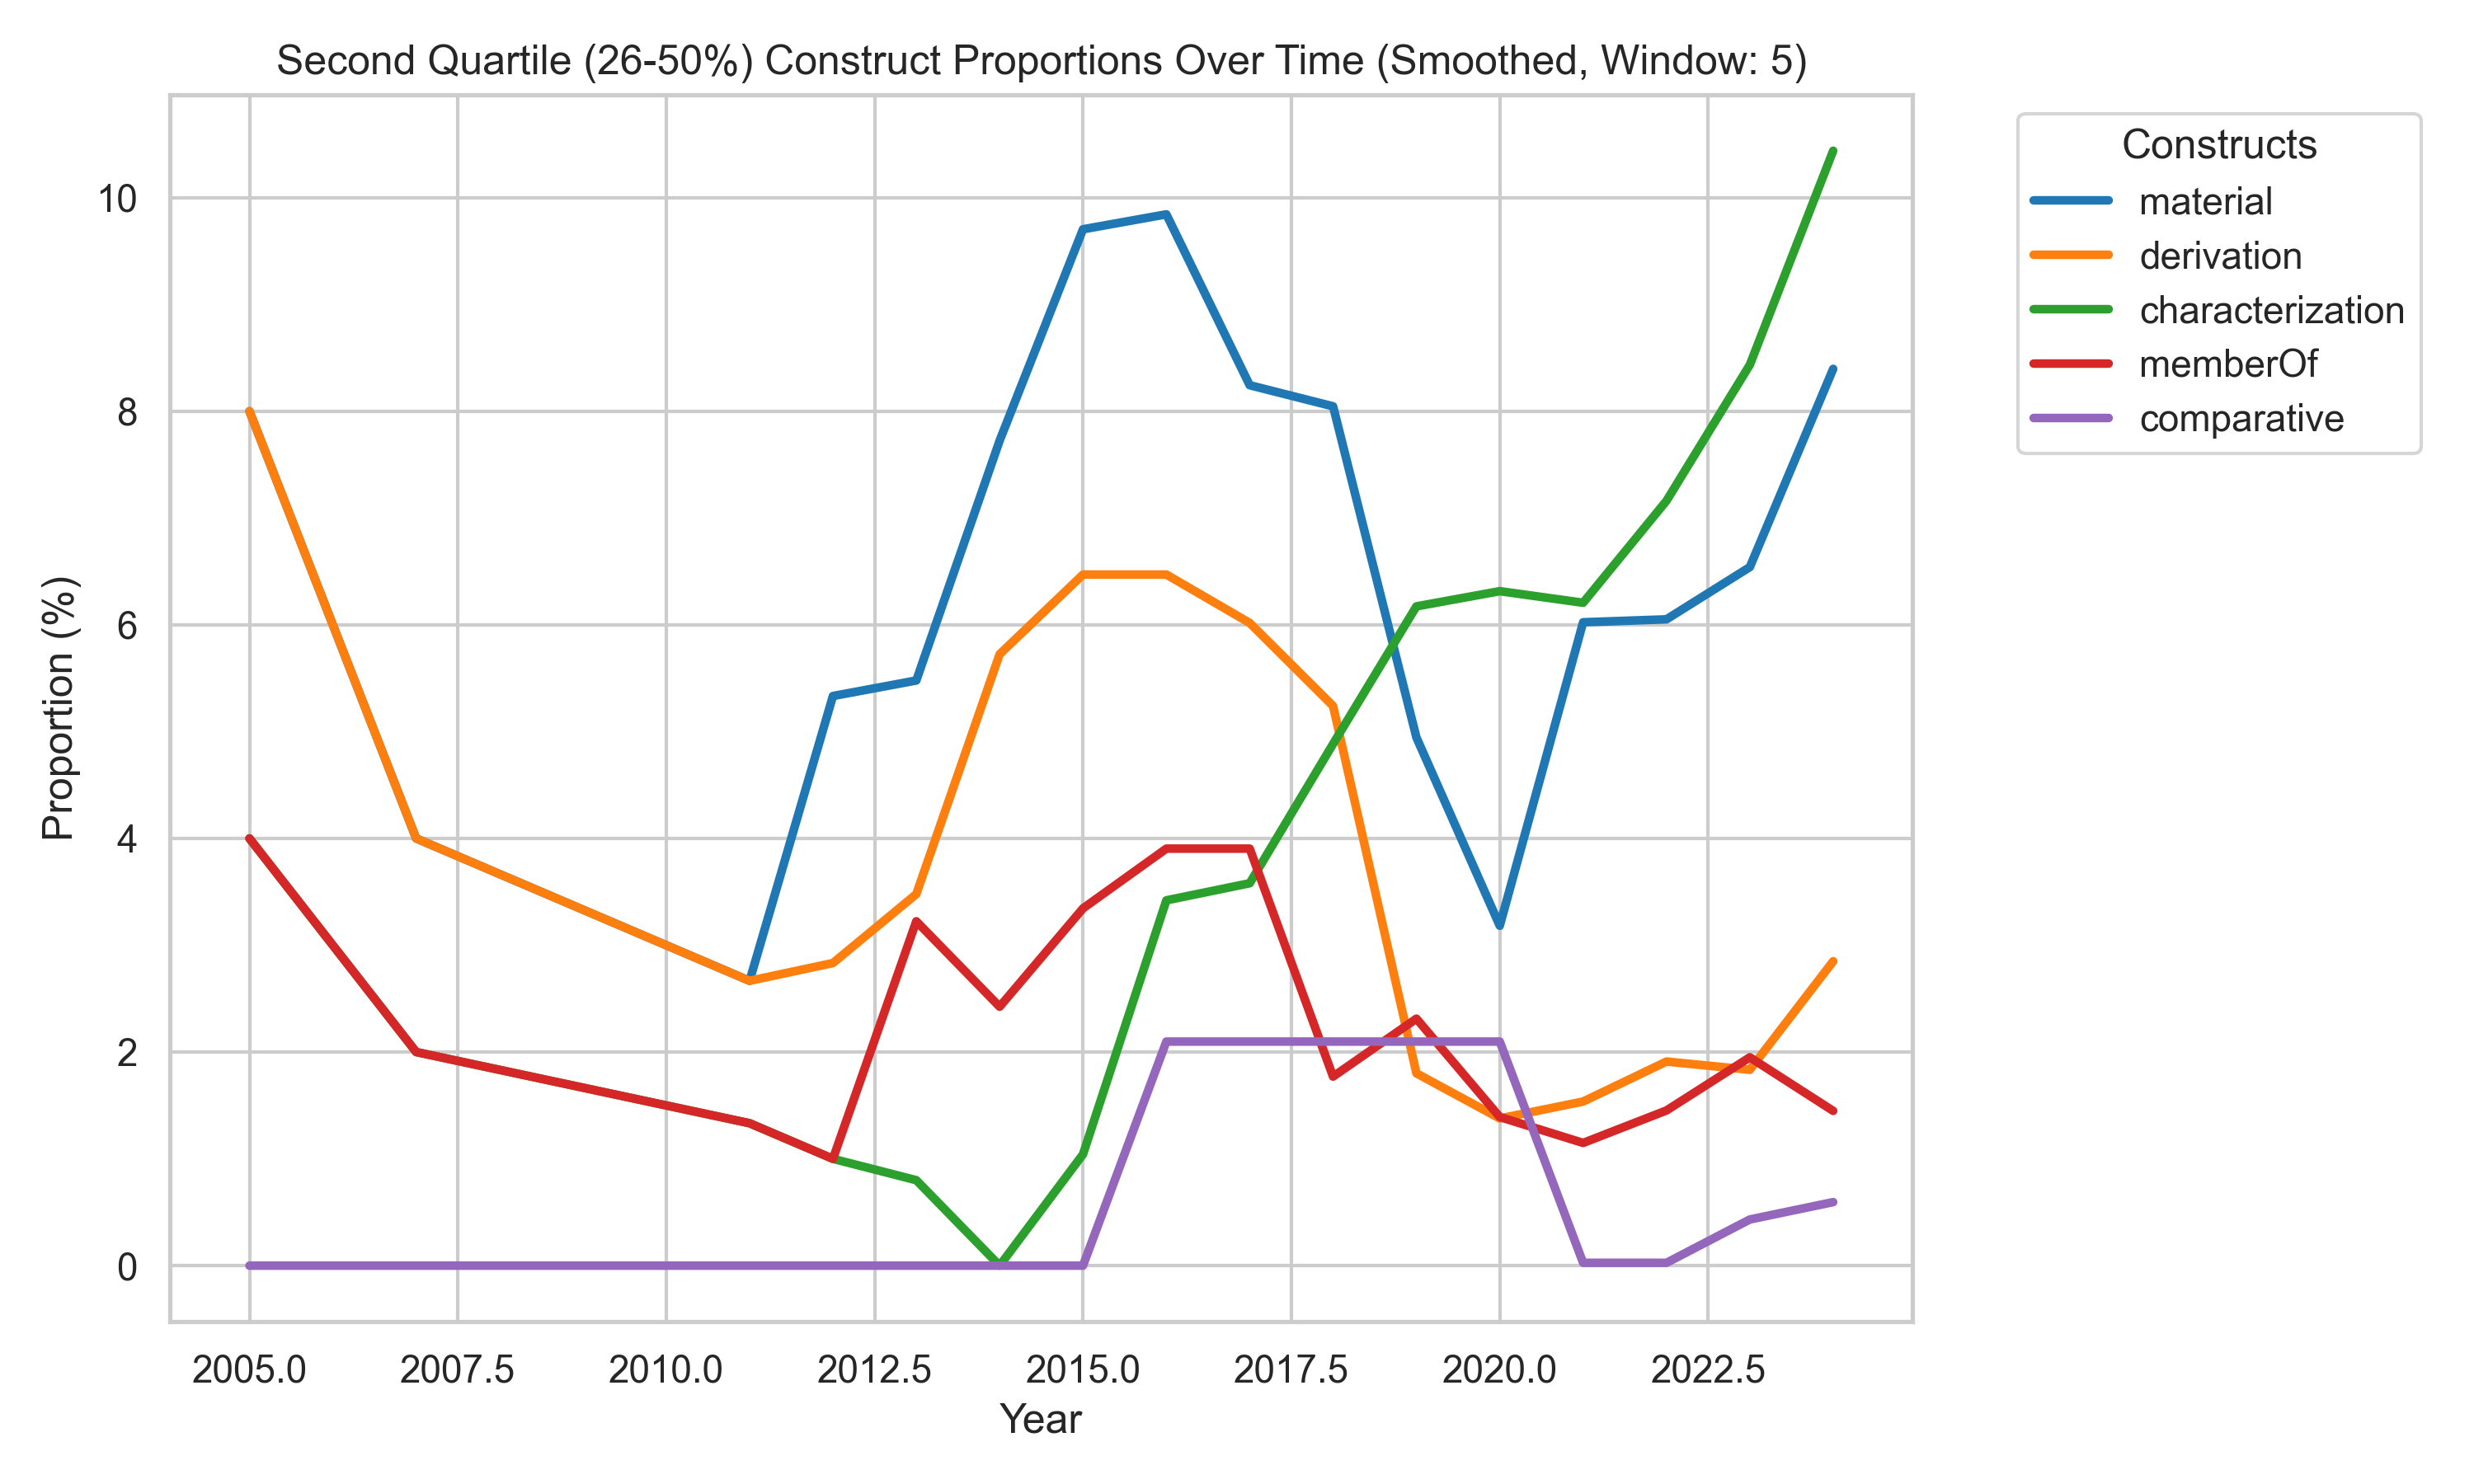 Second Quartile (26-50%) Construct Proportions Over Time (Smoothed, Window: 5)
Constructs
material
derivation
characterization
memberOf
comparative
Proportion (%)
10
8
6
4
2
0
2005.0 2007.5 2010.0 2012.5 2015.0 2017.5 2020.0 2022.5
Year